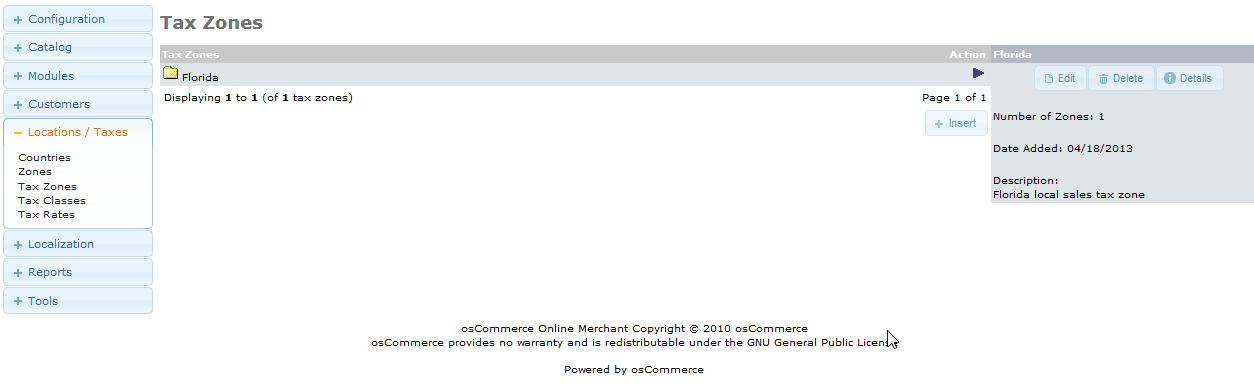 Configuration
Catalog
Modules
Customers
Locations / Taxes
Countries
Zones
Tax Zones
Tax Classes
Tax Rates
Localization
Reports
Tools
Tax Zones
Tax Zones Action
Florida
Displaying 1 to 1 (of 1 tax zones) Page 1 of 1
Insert
Florida
Edit Delete Details
Number of Zones: 1
Date Added: 04/18/2013
Description:
Florida local sales tax zone
osCommerce Online Merchant Copyright © 2010 osCommerce
osCommerce provides no warranty and is redistributable under the GNU General Public License
Powered by osCommerce